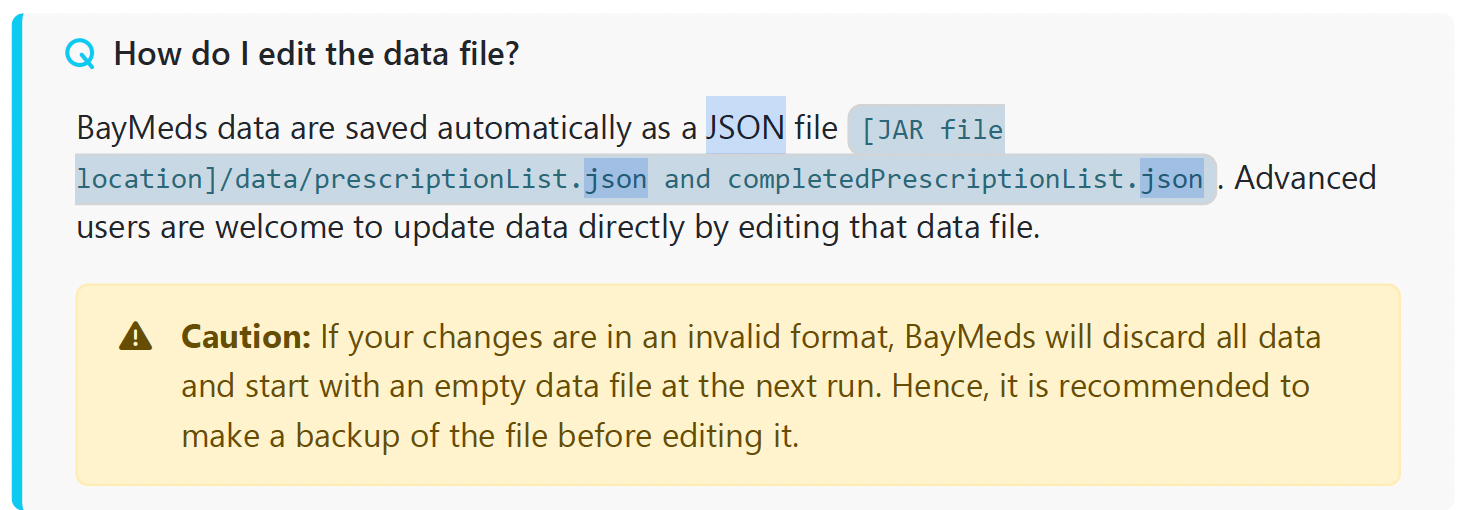 Q How do I edit the data file?
BayMeds data are saved automatically as a JSON file [JAR file
location]/data/prescriptionList.json and completedPrescriptionList.json . Advanced
users are welcome to update data directly by editing that data file.
Caution: If your changes are in an invalid format, BayMeds will discard all data
and start with an empty data file at the next run. Hence, it is recommended to
make a backup of the file before editing it.